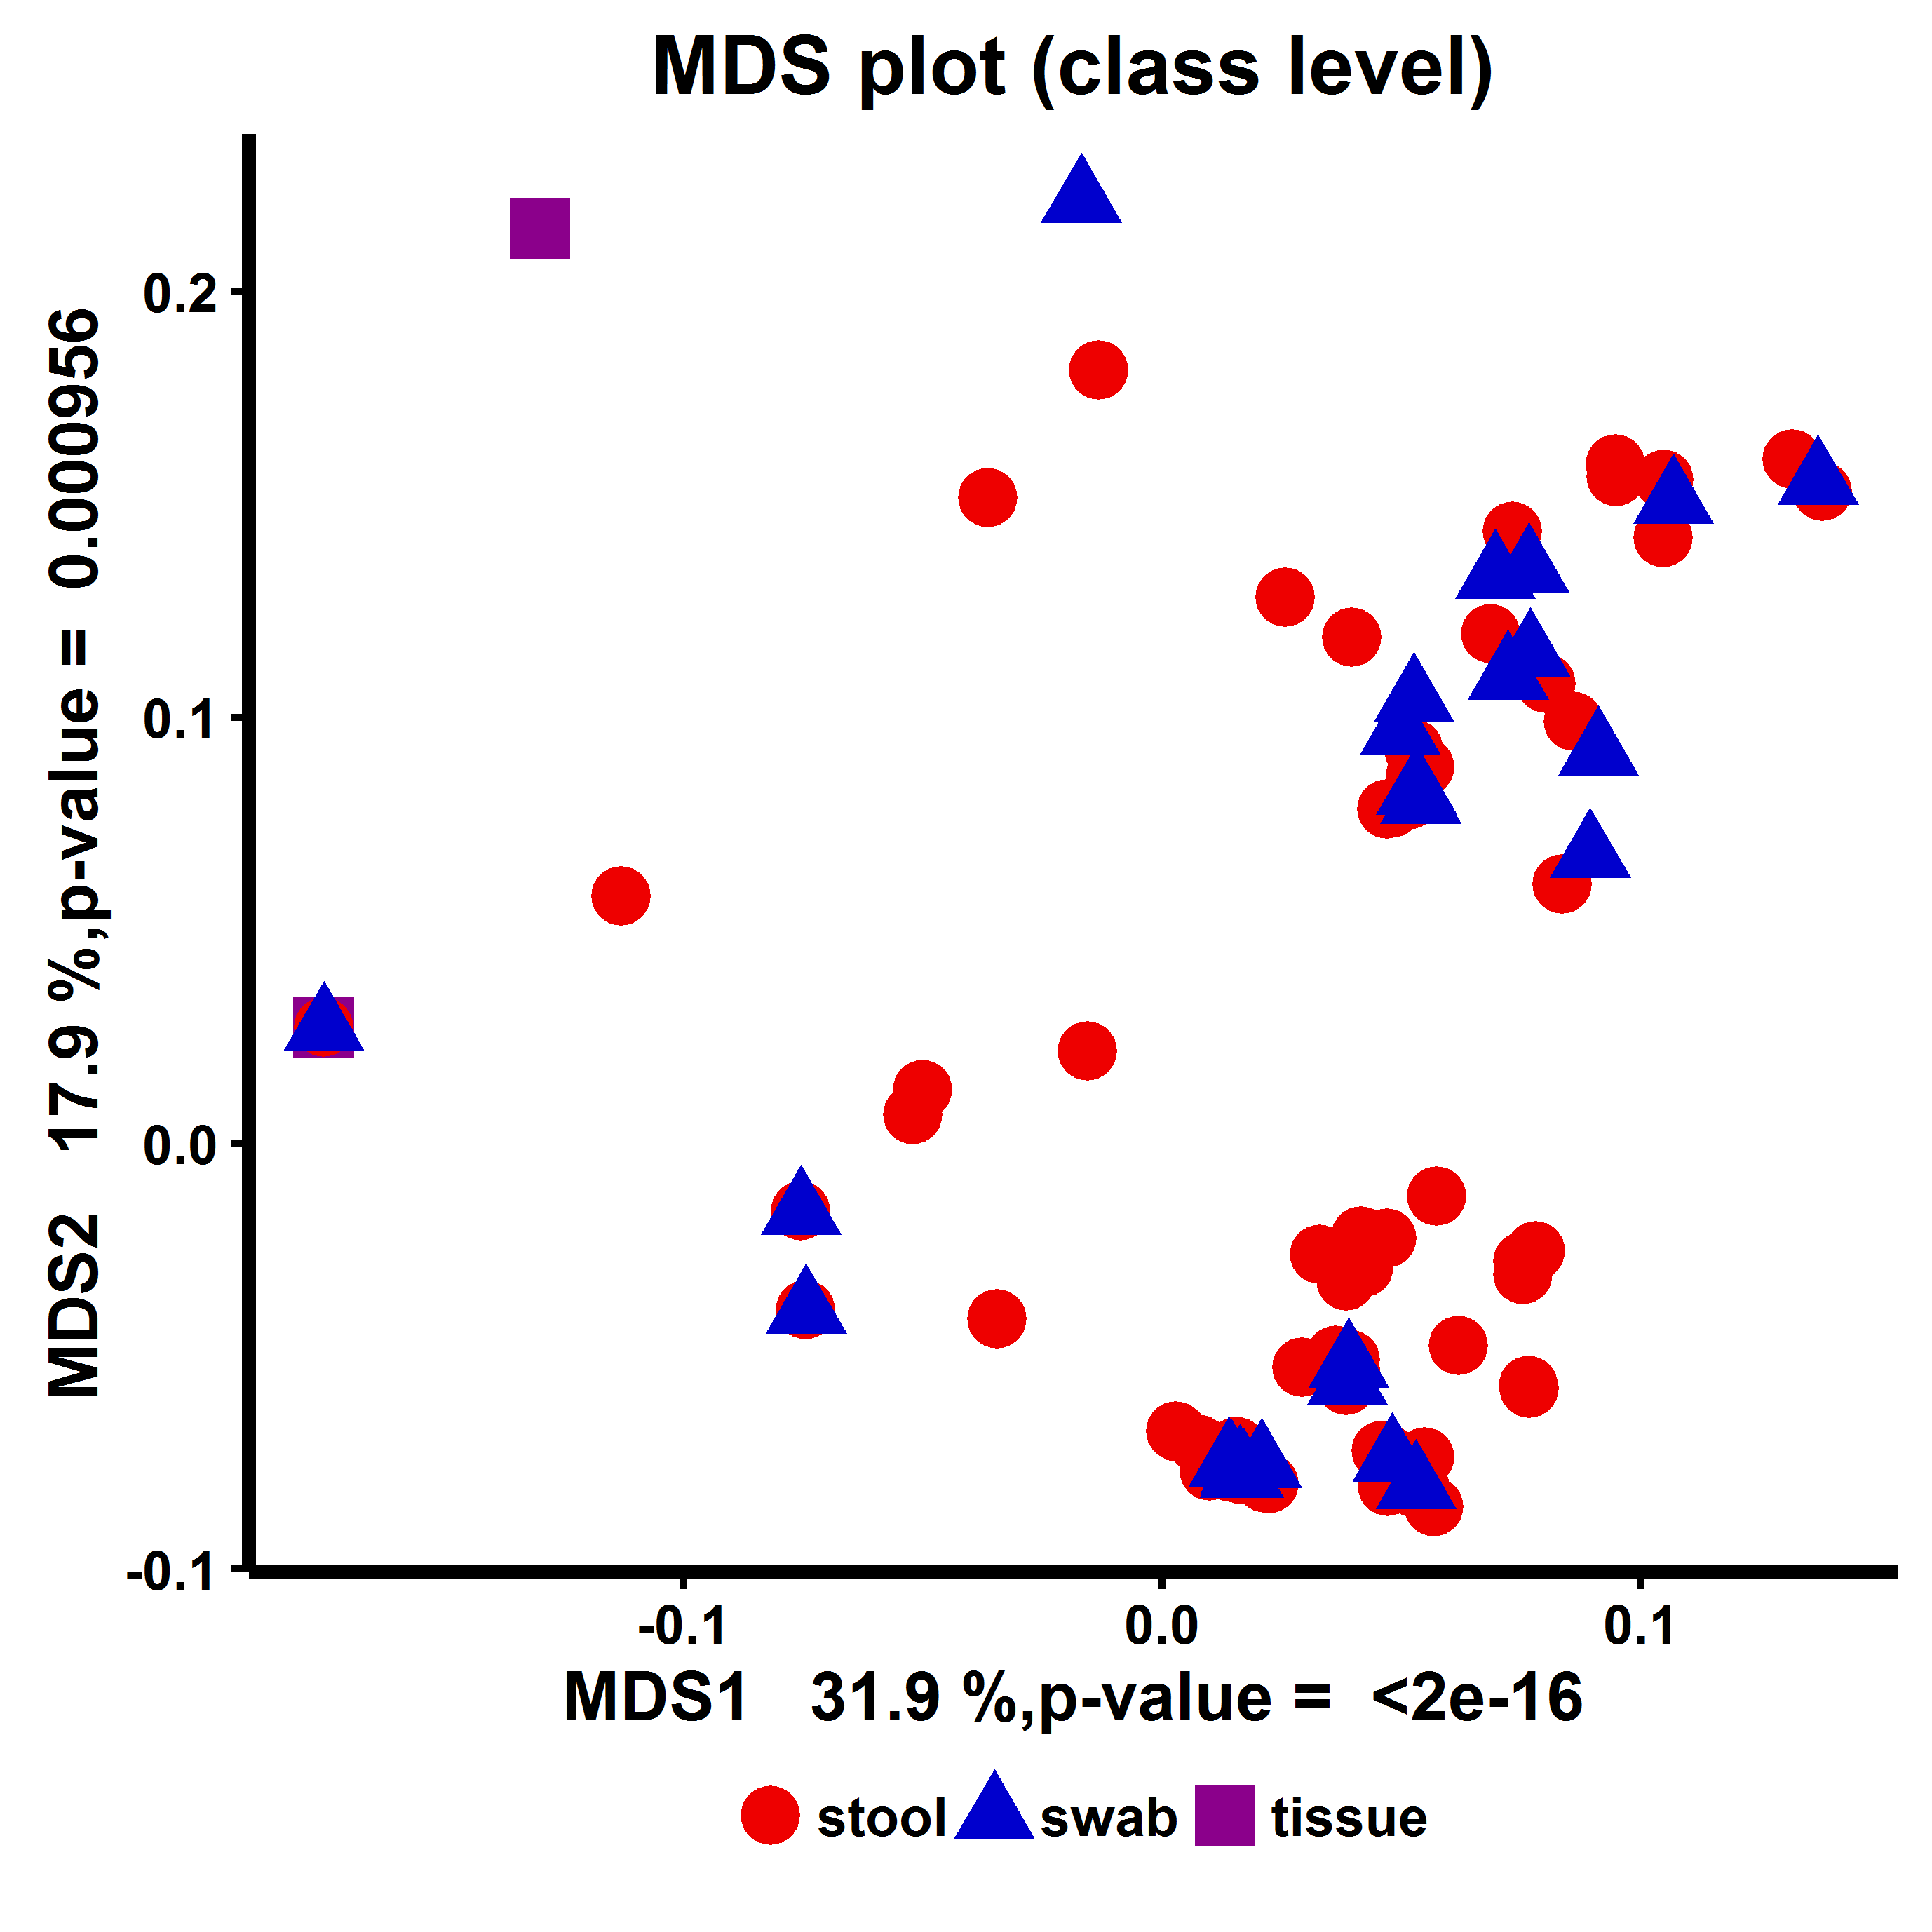 MDS plot (class level)
MDS2 17.9 %,p-value = 0.000956
0.2
0.1
0.0
-0.1
-0.1 0.0 0.1
MDS1 31.9 %,p-value = <2e-16
stool swab tissue